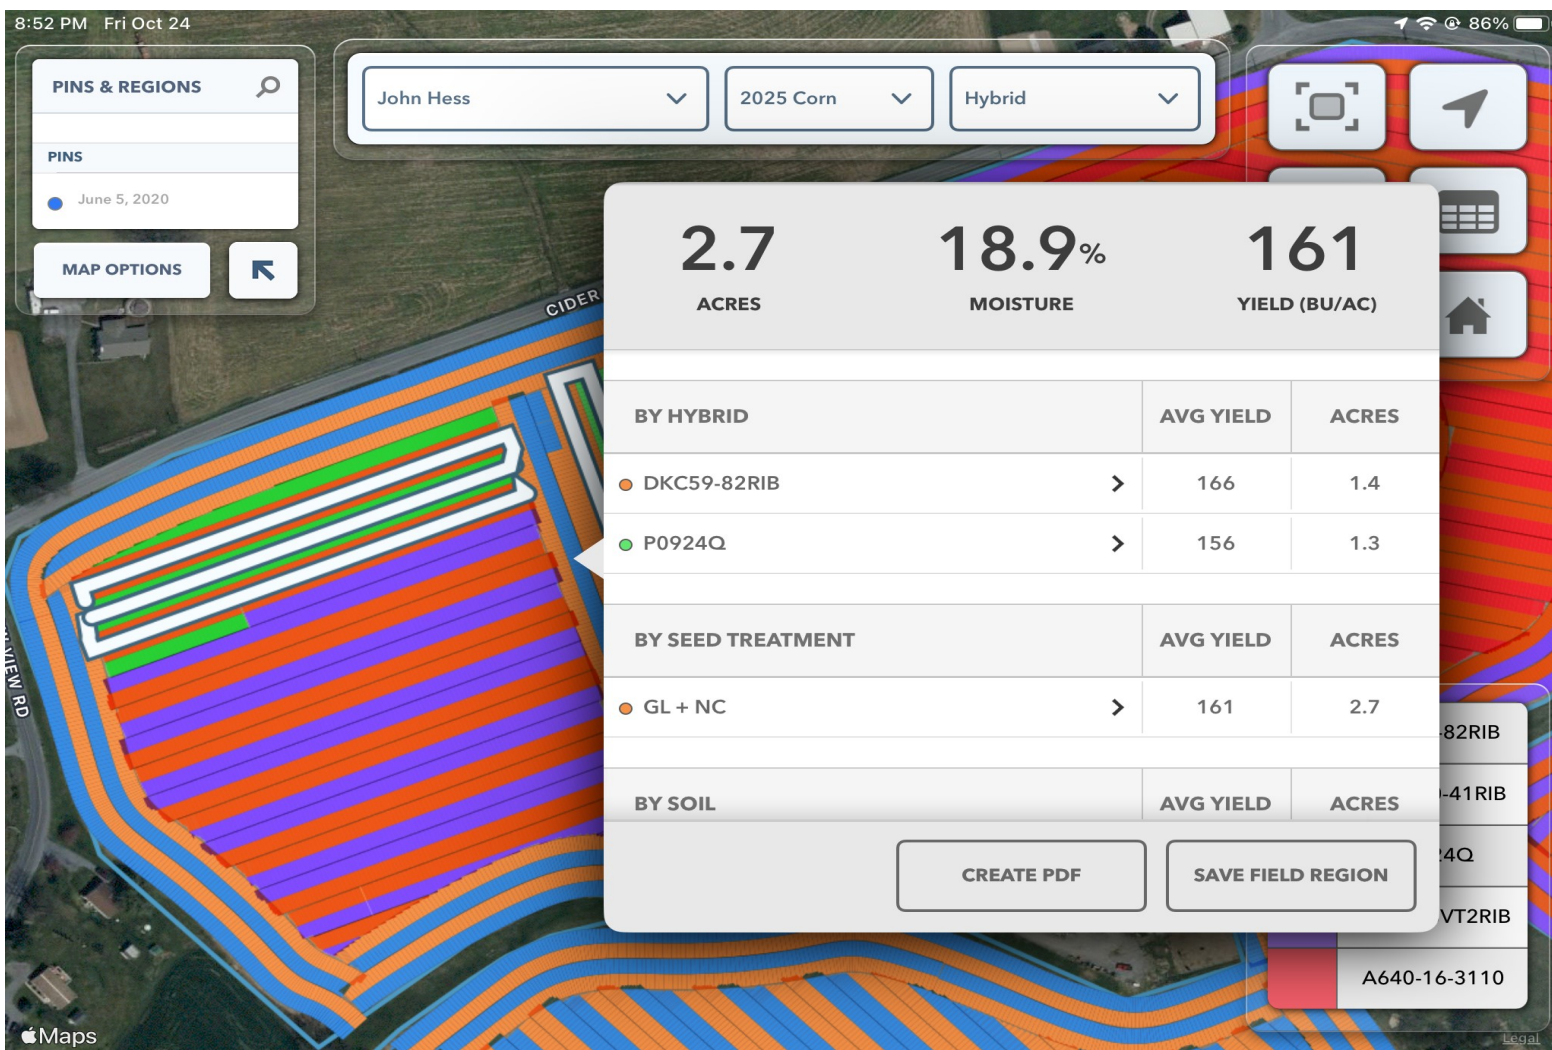 8:52 PM Fri Oct 24
86%
PINS & REGIONS
PINS
June 5, 2020
MAP OPTIONS
John Hess
2025 Corn
Hybrid
2.7
ACRES
18.9%
MOISTURE
161
YIELD (BU/AC)
BY HYBRID AVG YIELD ACRES
DKC59-82RIB 166 1.4
P0924Q 156 1.3
BY SEED TREATMENT AVG YIELD ACRES
GL + NC 161 2.7
BY SOIL AVG YIELD ACRES
CREATE PDF
SAVE FIELD REGION
CIDER
VIEW RD
-82RIB
-41RIB
4Q
VT2RIB
A640-16-3110
Maps
Legal